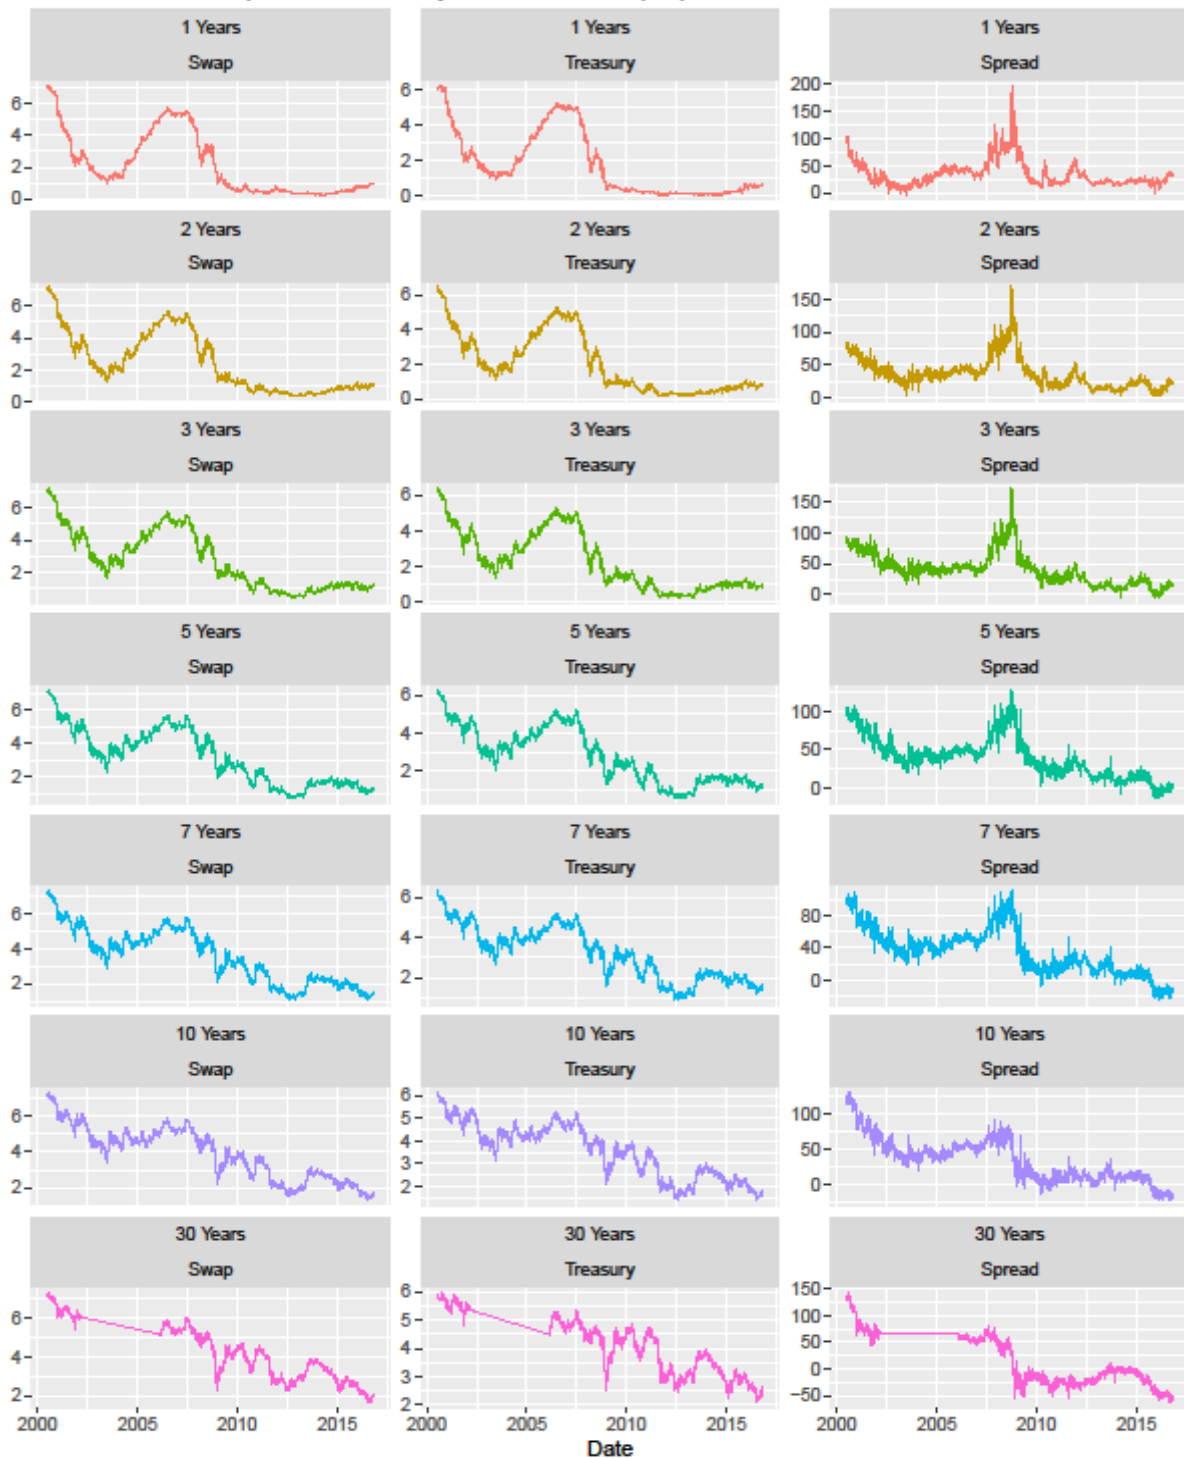 1 Years 1 Years 1 Years
Swap Treasury Spread
6 6 200
4 4 150
2 2 100
0 0 50
0
2 Years 2 Years 2 Years
Swap Treasury Spread
6 6 150
4 4 100
2 2 50
0 0 0
3 Years 3 Years 3 Years
Swap Treasury Spread
6 6 150
4 4 100
2 2 50
0 0
5 Years 5 Years 5 Years
Swap Treasury Spread
6 6 100
4 4 50
2 2 0
7 Years 7 Years 7 Years
Swap Treasury Spread
6 6 80
4 4 40
2 2 0
10 Years 10 Years 10 Years
Swap Treasury Spread
6 6 100
4 5 50
2 4 0
3
2
30 Years 30 Years 30 Years
Swap Treasury Spread
6 6 150
4 5 100
2 4 50
3 0
2 −50
2000 2005 2010 2015 2000 2005 2010 2015 2000 2005 2010 2015
Date